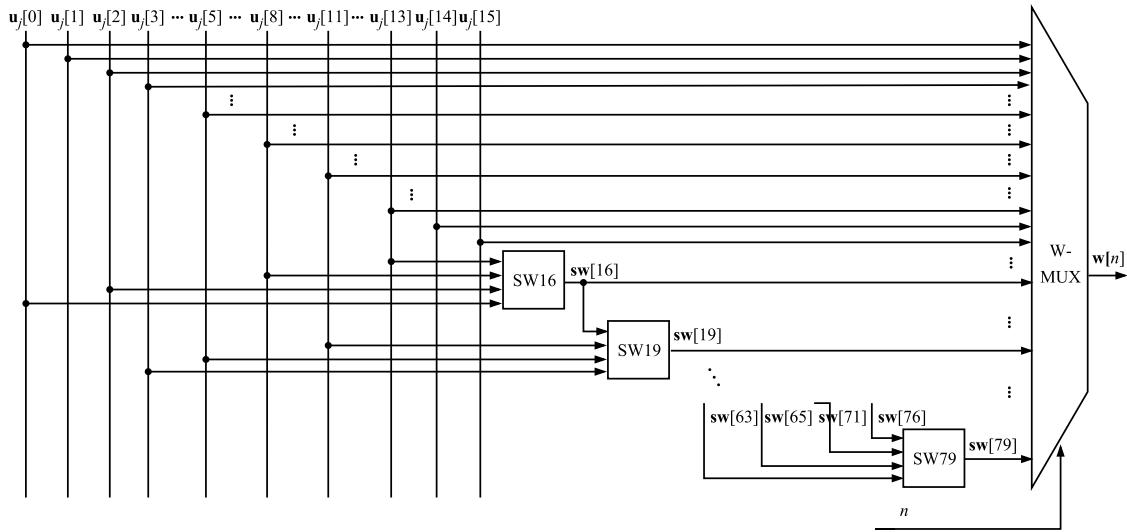 u_j[0] u_j[1] u_j[2] u_j[3] ··· u_j[5] ··· u_j[8] ··· u_j[11] ··· u_j[13] u_j[14] u_j[15]
W-MUX
w[n]
SW16
sw[16]
SW19
sw[19]
sw[63] sw[65] sw[71] sw[76]
SW79
sw[79]
n